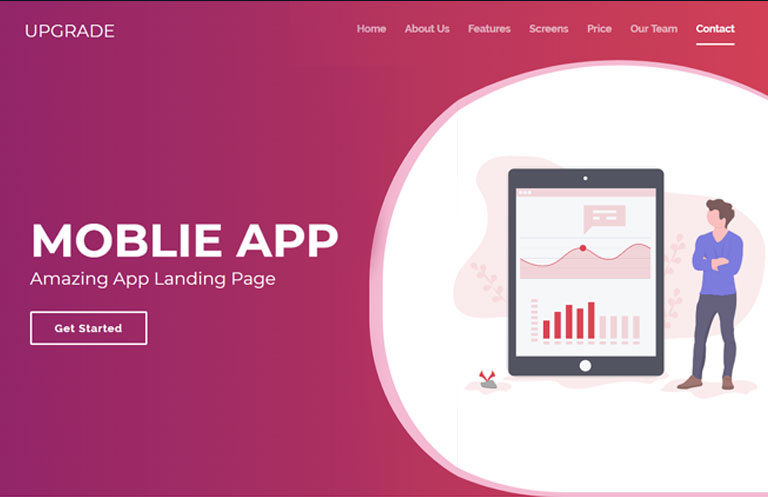 UPGRADE
Home About Us Features Screens Price Our Team Contact
MOBLIE APP
Amazing App Landing Page
Get Started